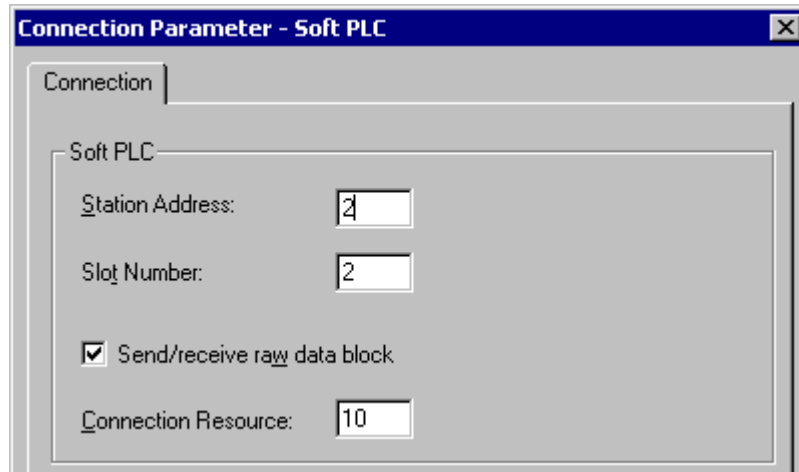 Connection Parameter - Soft PLC
Connection
Soft PLC
Station Address: 2
Slot Number: 2
Send/receive raw data block
Connection Resource: 10